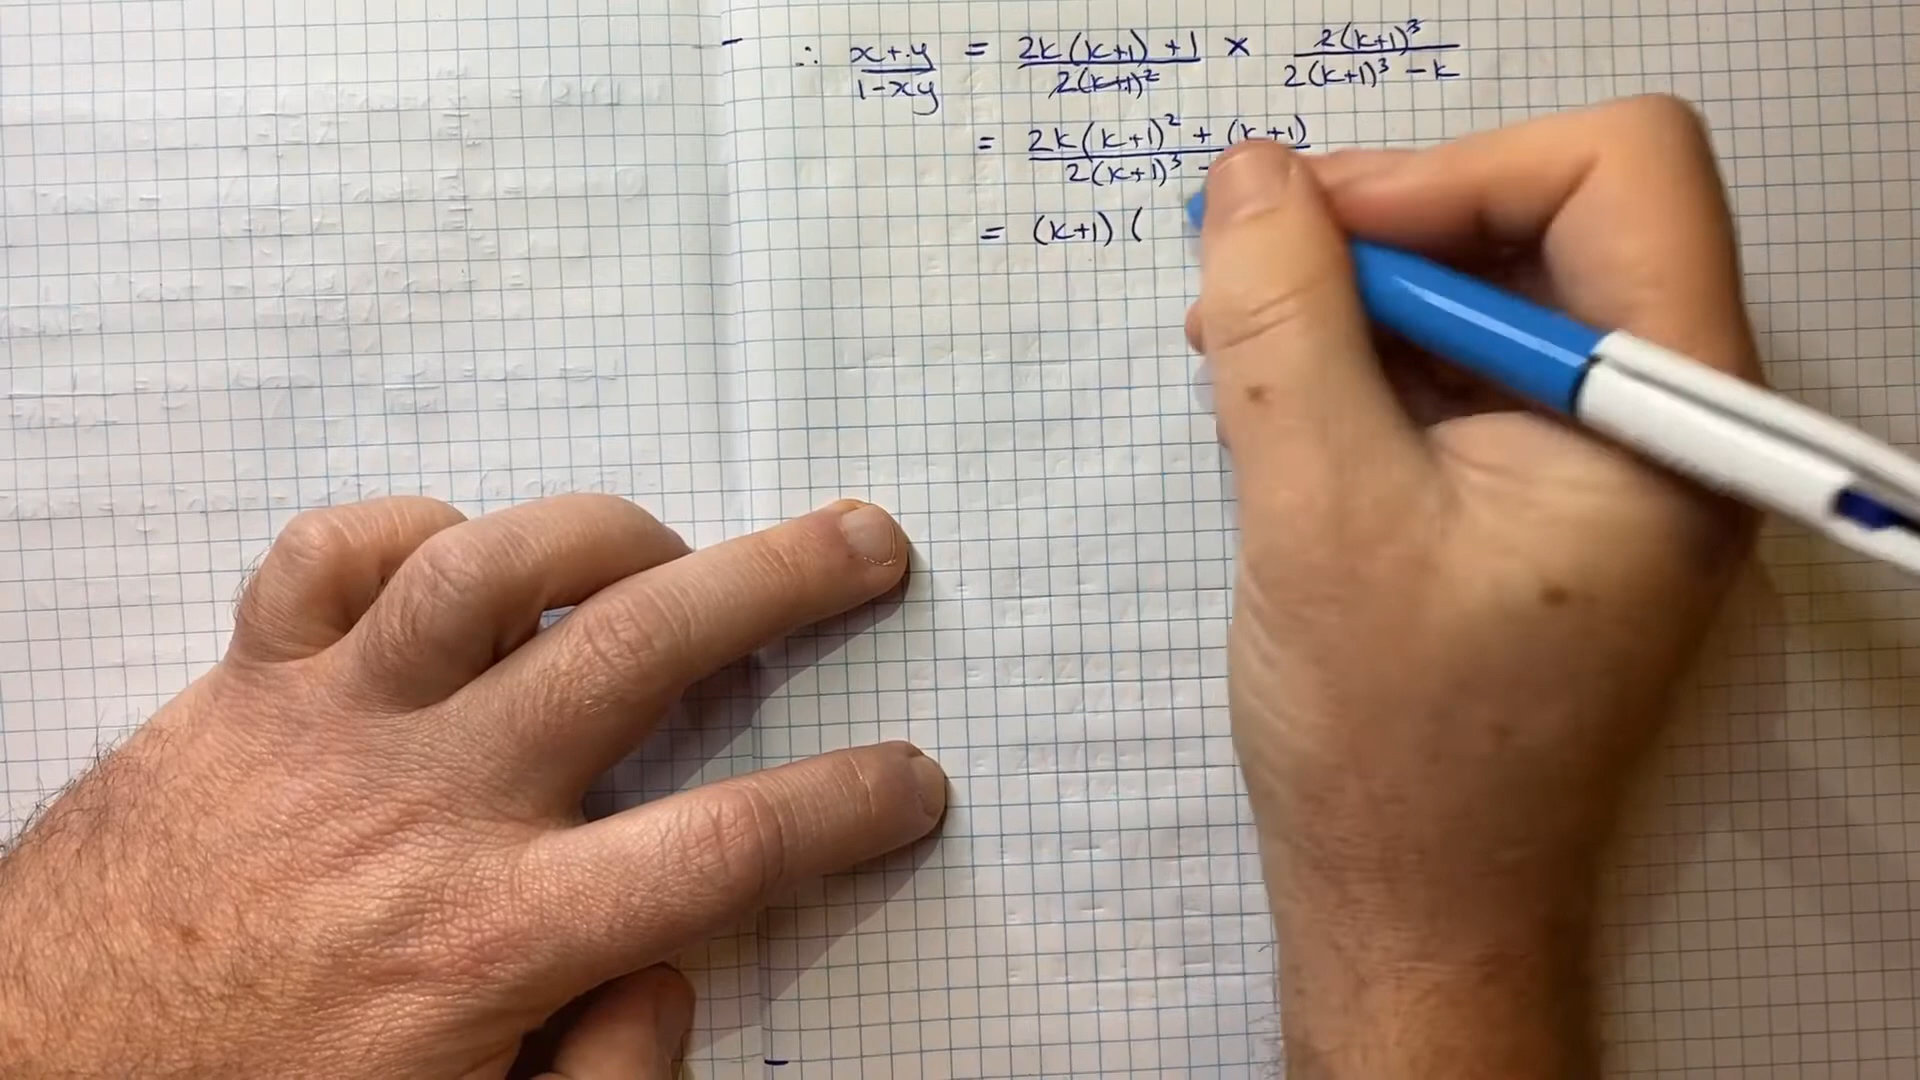 ∴ (x+y)/(1-xy) = (2k(k+1)+1)/(2(k+1)²) × (2(k+1)³)/(2(k+1)³-k)
= (2k(k+1)²+(k+1))/(2(k+1)³-
= (k+1)(